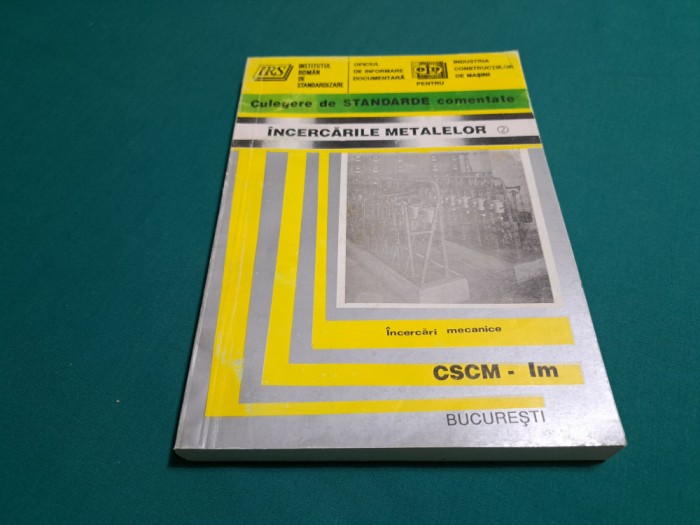 IRS
INSTITUTUL
ROMÂN
DE
STANDARDIZARE
OFICIUL
DE INFORMARE
DOCUMENTARĂ
PENTRU
INDUSTRIA
CONSTRUCȚIILOR
DE MAȘINI
Culegere de STANDARDE comentate
ÎNCERCĂRILE METALELOR 2
Încercări mecanice
CSCM - Im
BUCUREȘTI